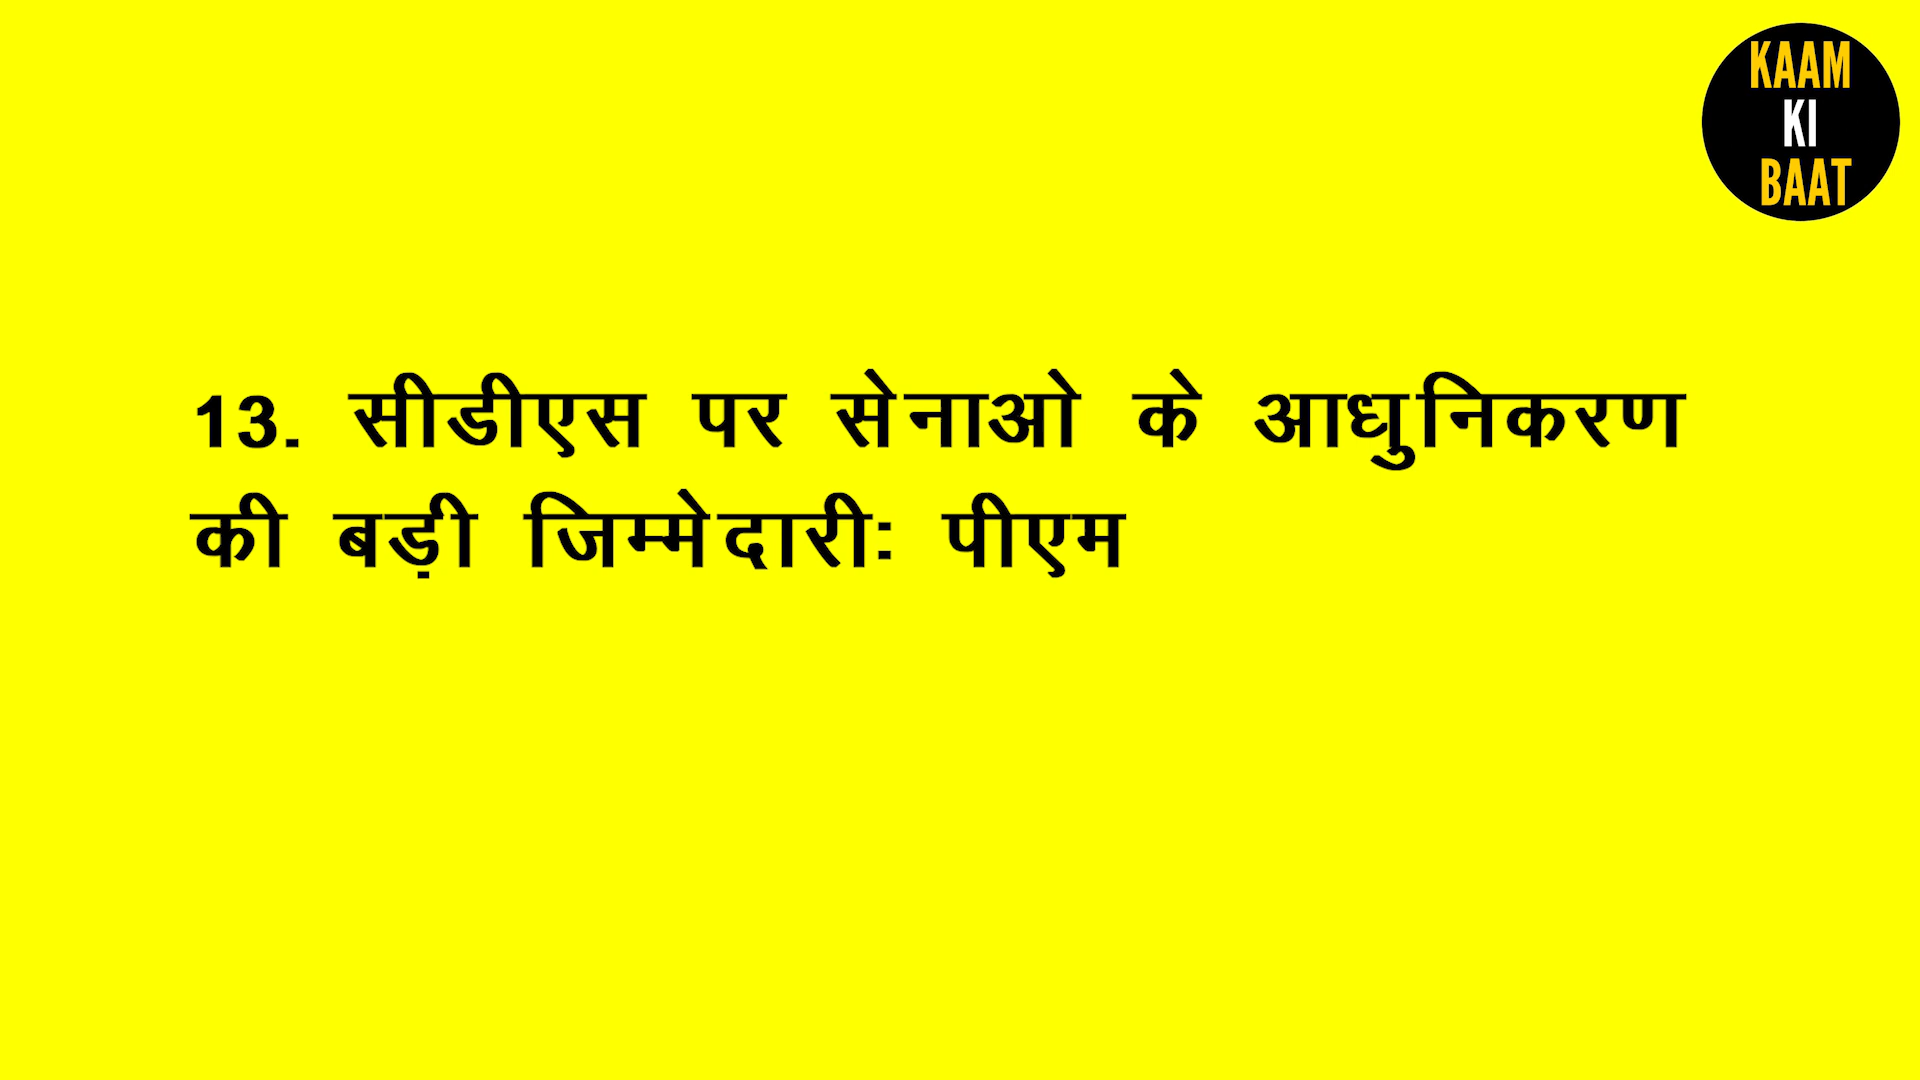 KAAM
KI
BAAT
13. सीडीएस पर सेनाओ के आधुनिकरण
की बड़ी जिम्मेदारीः पीएम